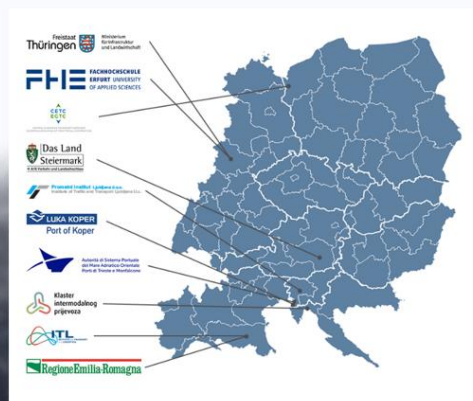 Freistaat
Thüringen
Ministerium
für Infrastruktur
und Landwirtschaft
FHE FACHHOCHSCHULE
ERFURT UNIVERSITY
OF APPLIED SCIENCES
CETC
EGTC
Das Land
Steiermark
Prometni institut Ljubljana d.o.o.
Institute of Traffic and Transport Ljubljana L.L.C.
LUKA KOPER
Port of Koper
Autorità di Sistema Portuale
del Mare Adriatico Orientale
Porti di Trieste e Monfalcone
Klaster
intermodalnog
prijevoza
ITL
RegioneEmilia-Romagna